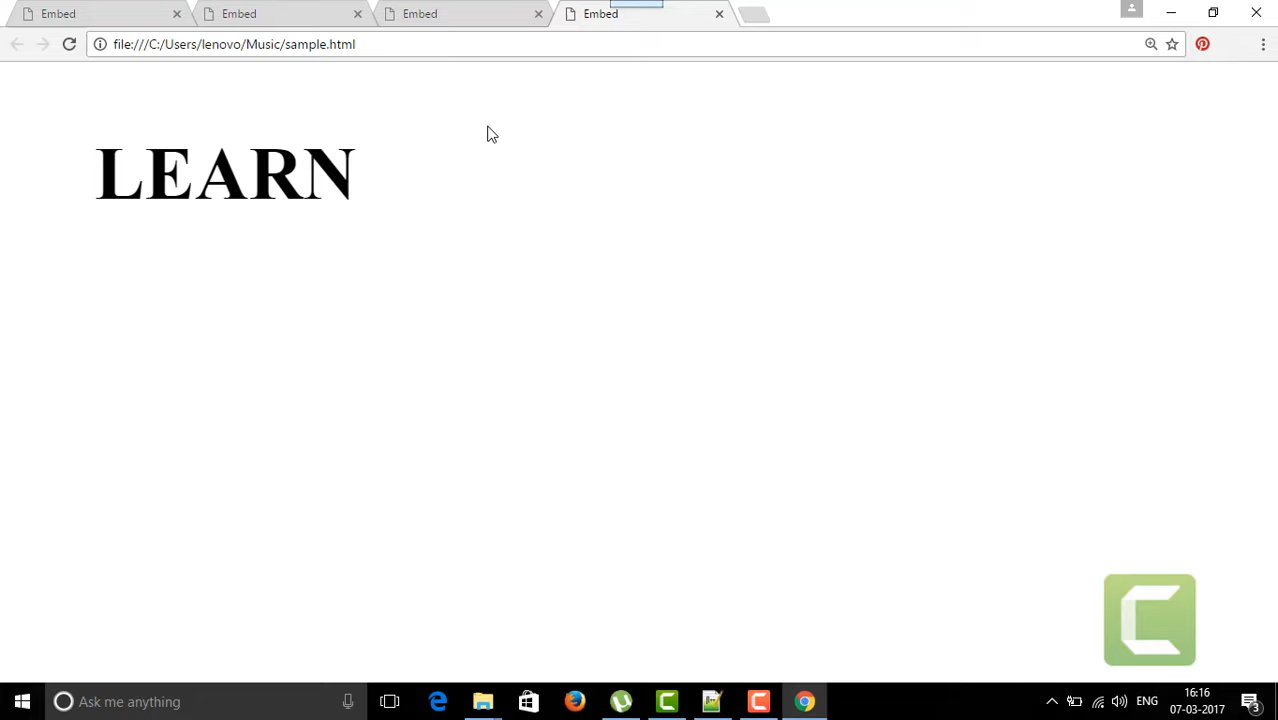 Embed
Embed
Embed
Embed
file:///C:/Users/lenovo/Music/sample.html
LEARN
Ask me anything
ENG
16:16
07-03-2017
3